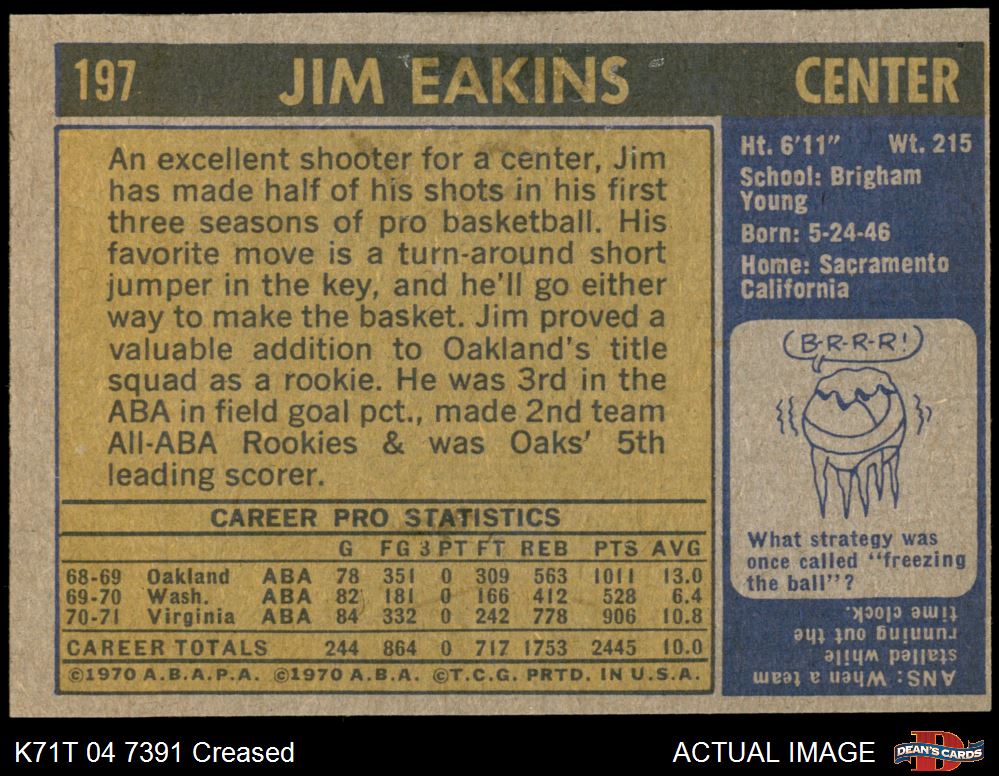 197 JIM EAKINS CENTER
An excellent shooter for a center, Jim
has made half of his shots in his first
three seasons of pro basketball. His
favorite move is a turn-around short
jumper in the key, and he'll go either
way to make the basket. Jim proved a
valuable addition to Oakland's title
squad as a rookie. He was 3rd in the
ABA in field goal pct., made 2nd team
All-ABA Rookies & was Oaks' 5th
leading scorer.
CAREER PRO STATISTICS
G FG 3 PT FT REB PTS AVG
68-69 Oakland ABA 78 351 0 309 563 1011 13.0
69-70 Wash. ABA 82 181 0 166 412 528 6.4
70-71 Virginia ABA 84 332 0 242 778 906 10.8
CAREER TOTALS 244 864 0 717 1753 2445 10.0
©1970 A.B.A.P.A. ©1970 A.B.A. ©T.C.G. PRTD. IN U.S.A.
Ht. 6'11" Wt. 215
School: Brigham
Young
Born: 5-24-46
Home: Sacramento
California
B-R-R-R!
What strategy was
once called "freezing
the ball"?
ANS: When a team
stalled while
running out the
time clock.
K71T 04 7391 Creased
ACTUAL IMAGE
D
DEAN'S CARDS